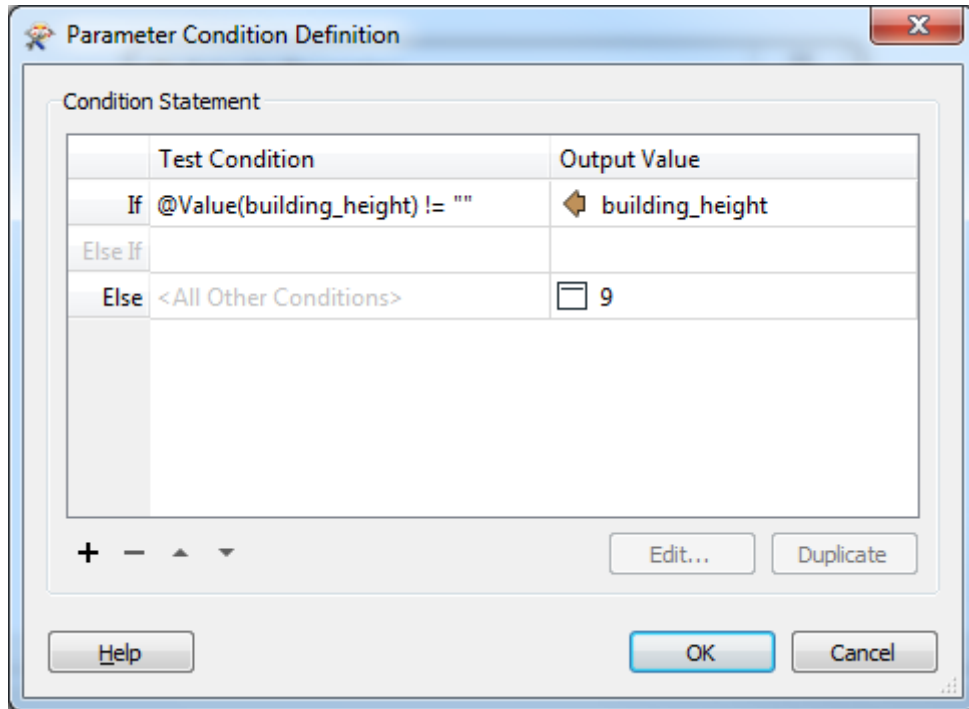 Parameter Condition Definition
Condition Statement
Test Condition Output Value
If @Value(building_height) != "" building_height
Else If
Else <All Other Conditions> 9
Edit... Duplicate
Help OK Cancel